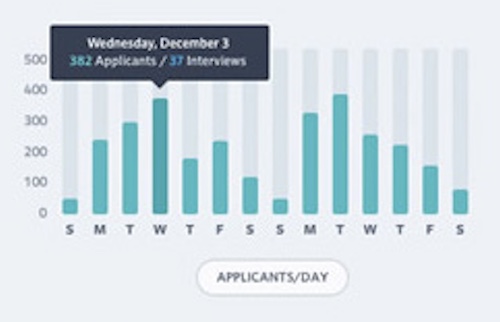 Wednesday, December 3
382 Applicants / 37 Interviews
500
400
300
200
100
0
S M T W T F S S M T W T F S
APPLICANTS/DAY